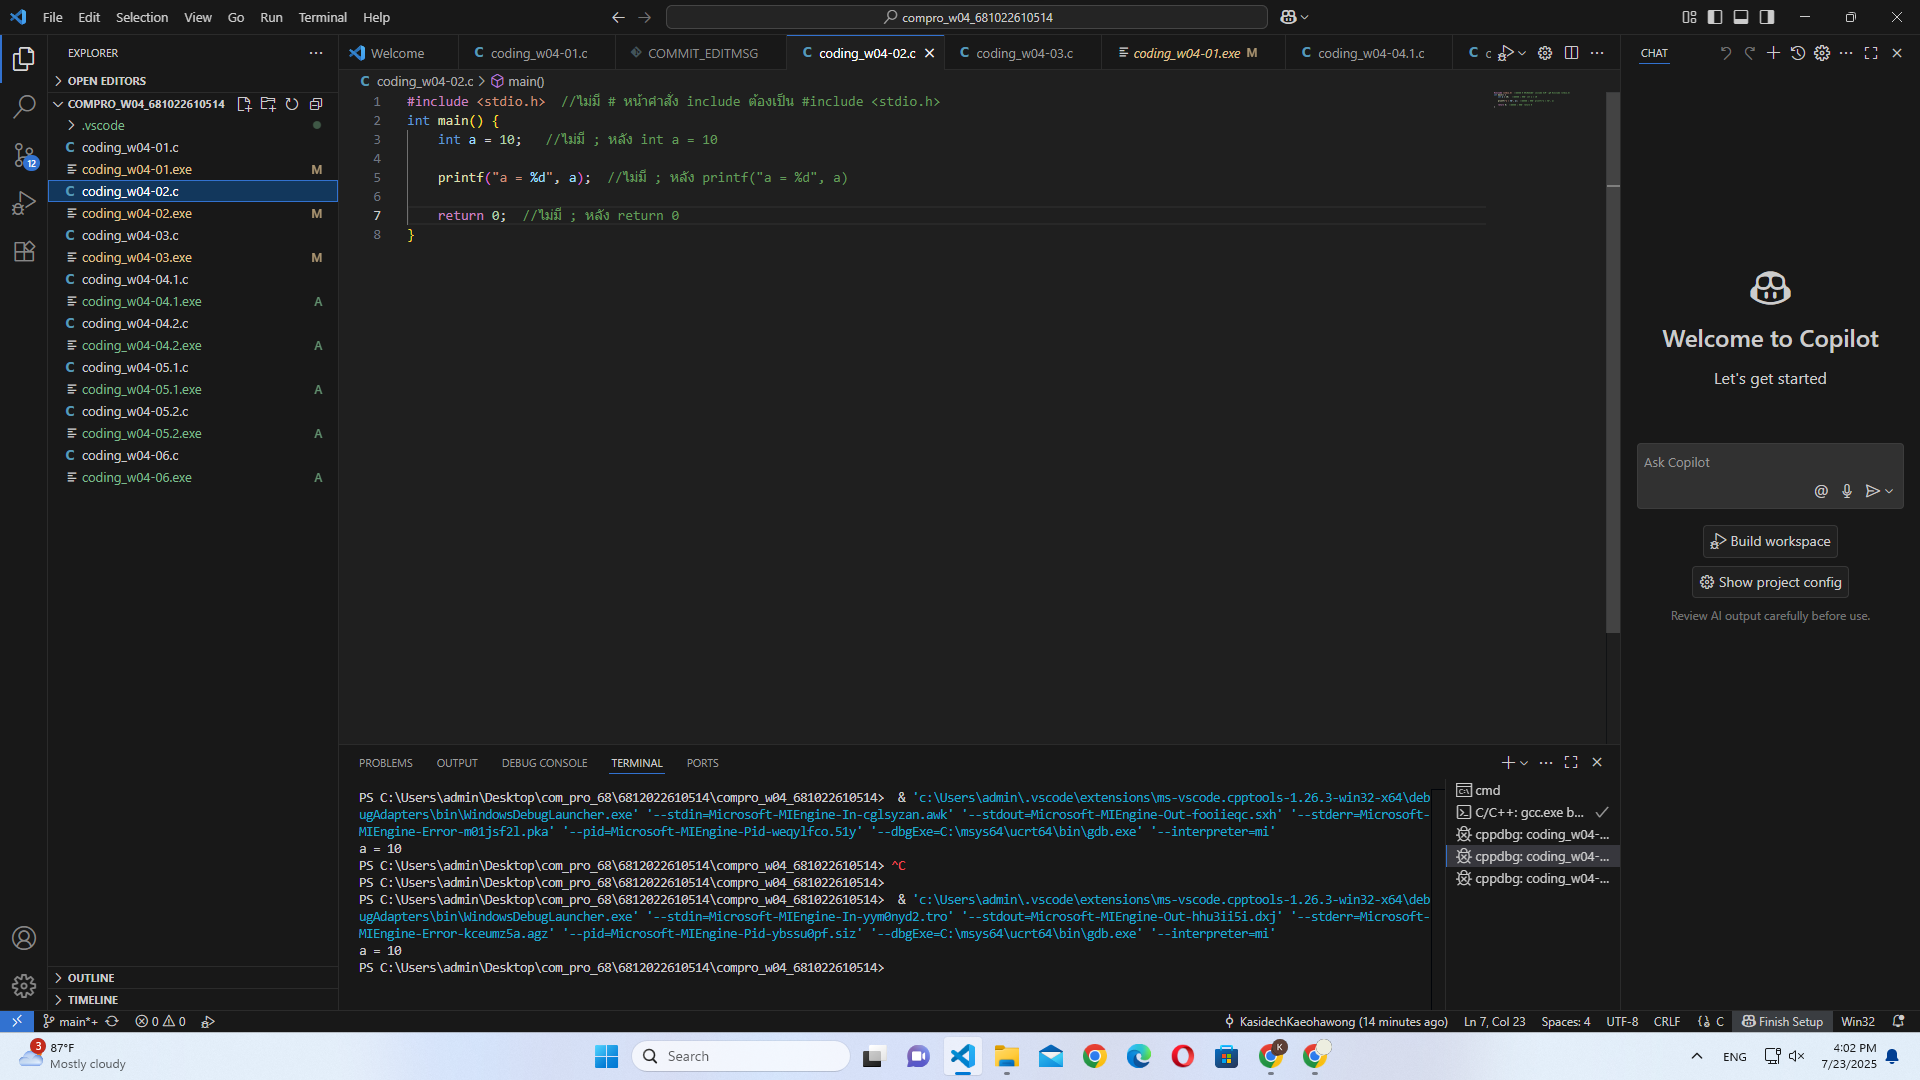 File Edit Selection View Go Run Terminal Help
compro_w04_681022610514
EXPLORER
OPEN EDITORS
COMPRO_W04_681022610514
.vscode
coding_w04-01.c
coding_w04-01.exe M
coding_w04-02.c
coding_w04-02.exe M
coding_w04-03.c
coding_w04-03.exe M
coding_w04-04.1.c
coding_w04-04.1.exe A
coding_w04-04.2.c
coding_w04-04.2.exe A
coding_w04-05.1.c
coding_w04-05.1.exe A
coding_w04-05.2.c
coding_w04-05.2.exe A
coding_w04-06.c
coding_w04-06.exe A
12
OUTLINE
TIMELINE
Welcome C coding_w04-01.c COMMIT_EDITMSG C coding_w04-02.c C coding_w04-03.c coding_w04-01.exe M C coding_w04-04.1.c C c
C coding_w04-02.c > main()
1 #include <stdio.h>  //ไม่มี # หน้าคำสั่ง include ต้องเป็น #include <stdio.h>
2 int main() {
3 int a = 10;   //ไม่มี ; หลัง int a = 10
4
5 printf("a = %d", a);  //ไม่มี ; หลัง printf("a = %d", a)
6
7 return 0;  //ไม่มี ; หลัง return 0
8 }
PROBLEMS OUTPUT DEBUG CONSOLE TERMINAL PORTS
PS C:\Users\admin\Desktop\com_pro_68\6812022610514\compro_w04_681022610514>  & 'c:\Users\admin\.vscode\extensions\ms-vscode.cpptools-1.26.3-win32-x64\deb
ugAdapters\bin\WindowsDebugLauncher.exe' '--stdin=Microsoft-MIEngine-In-cglsyzan.awk' '--stdout=Microsoft-MIEngine-Out-fooiieqc.sxh' '--stderr=Microsoft-
MIEngine-Error-m01jsf2l.pka' '--pid=Microsoft-MIEngine-Pid-weqylfco.51y' '--dbgExe=C:\msys64\ucrt64\bin\gdb.exe' '--interpreter=mi'
a = 10
PS C:\Users\admin\Desktop\com_pro_68\6812022610514\compro_w04_681022610514> ^C
PS C:\Users\admin\Desktop\com_pro_68\6812022610514\compro_w04_681022610514>
PS C:\Users\admin\Desktop\com_pro_68\6812022610514\compro_w04_681022610514>  & 'c:\Users\admin\.vscode\extensions\ms-vscode.cpptools-1.26.3-win32-x64\deb
ugAdapters\bin\WindowsDebugLauncher.exe' '--stdin=Microsoft-MIEngine-In-yym0nyd2.tro' '--stdout=Microsoft-MIEngine-Out-hhu3ii5i.dxj' '--stderr=Microsoft-
MIEngine-Error-kceumz5a.agz' '--pid=Microsoft-MIEngine-Pid-ybssu0pf.siz' '--dbgExe=C:\msys64\ucrt64\bin\gdb.exe' '--interpreter=mi'
a = 10
PS C:\Users\admin\Desktop\com_pro_68\6812022610514\compro_w04_681022610514>
cmd
C/C++: gcc.exe b...
cppdbg: coding_w04-...
cppdbg: coding_w04-...
cppdbg: coding_w04-...
CHAT
Welcome to Copilot
Let's get started
Ask Copilot
Build workspace
Show project config
Review AI output carefully before use.
main*+ 0 0 KasidechKaeohawong (14 minutes ago) Ln 7, Col 23 Spaces: 4 UTF-8 CRLF {} C Finish Setup Win32
3
87°F
Mostly cloudy
Search
K
ENG
4:02 PM
7/23/2025